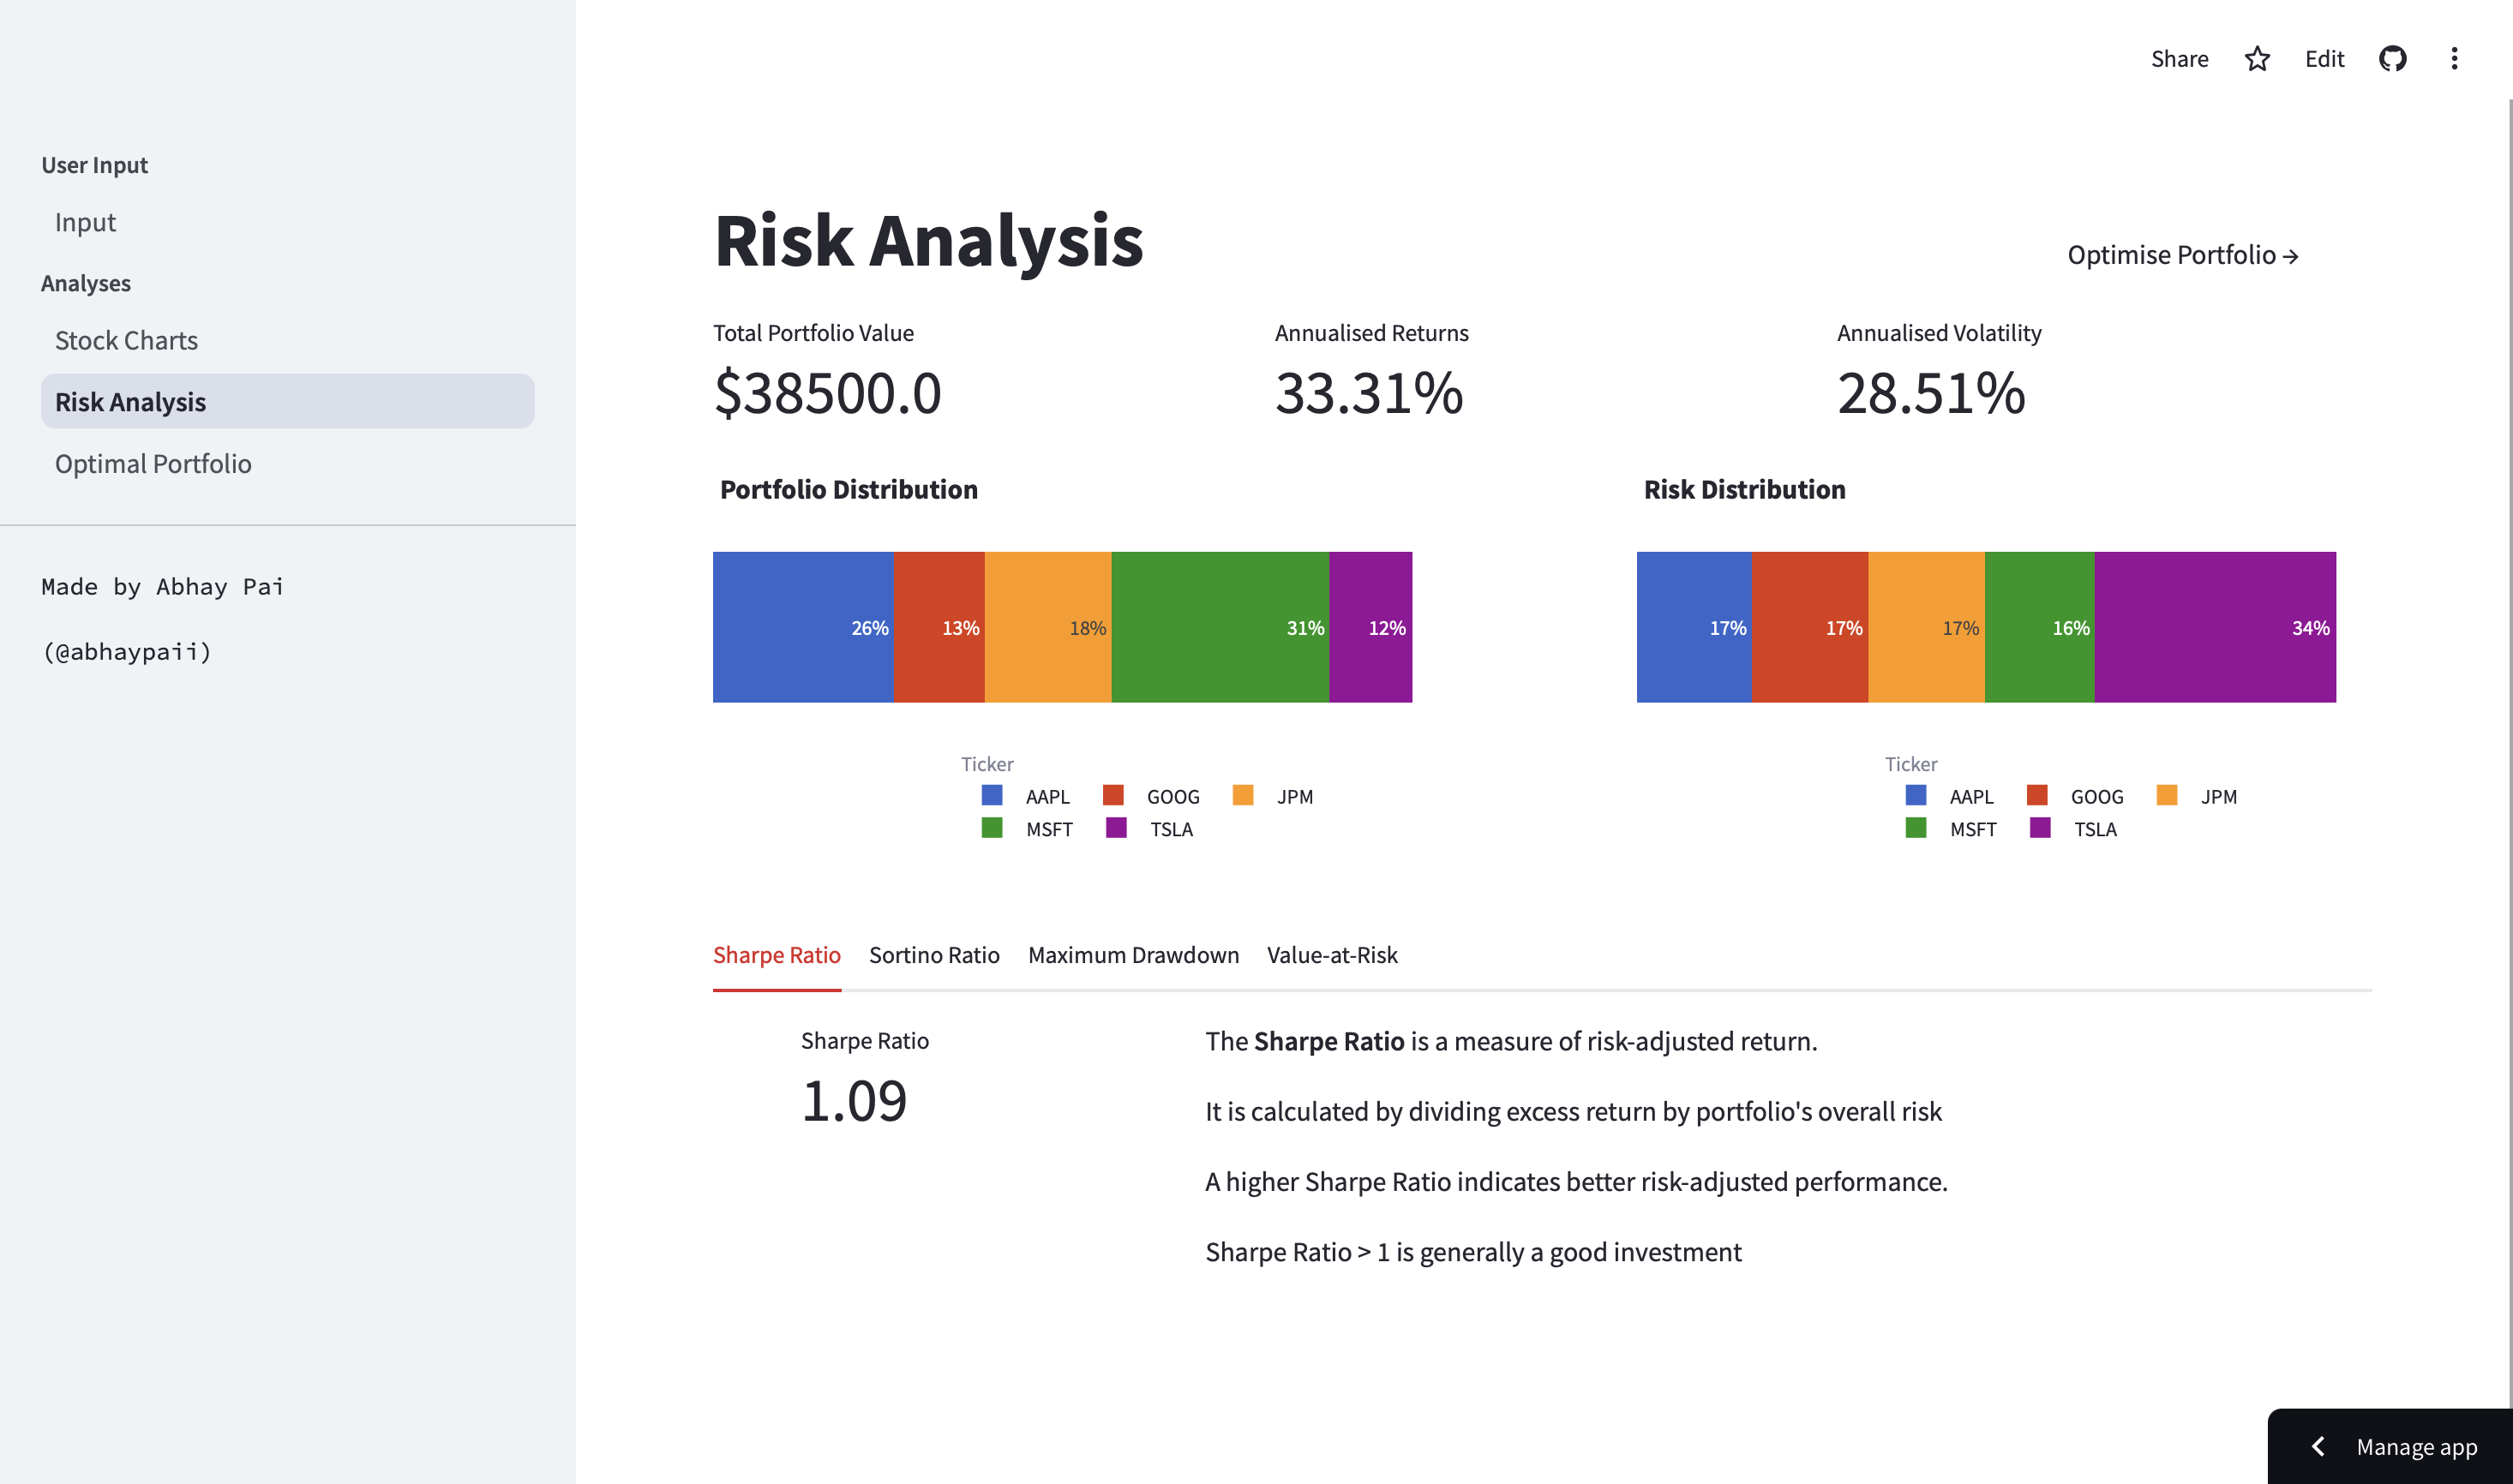 Share Edit
User Input
Input
Analyses
Stock Charts
Risk Analysis
Optimal Portfolio
Made by Abhay Pai
(@abhaypaii)
Risk Analysis
Optimise Portfolio →
Total Portfolio Value
$38500.0
Annualised Returns
33.31%
Annualised Volatility
28.51%
Portfolio Distribution
26% 13% 18% 31% 12%
Ticker
AAPL GOOG JPM
MSFT TSLA
Risk Distribution
17% 17% 17% 16% 34%
Ticker
AAPL GOOG JPM
MSFT TSLA
Sharpe Ratio Sortino Ratio Maximum Drawdown Value-at-Risk
Sharpe Ratio
1.09
The Sharpe Ratio is a measure of risk-adjusted return.
It is calculated by dividing excess return by portfolio's overall risk
A higher Sharpe Ratio indicates better risk-adjusted performance.
Sharpe Ratio > 1 is generally a good investment
Manage app